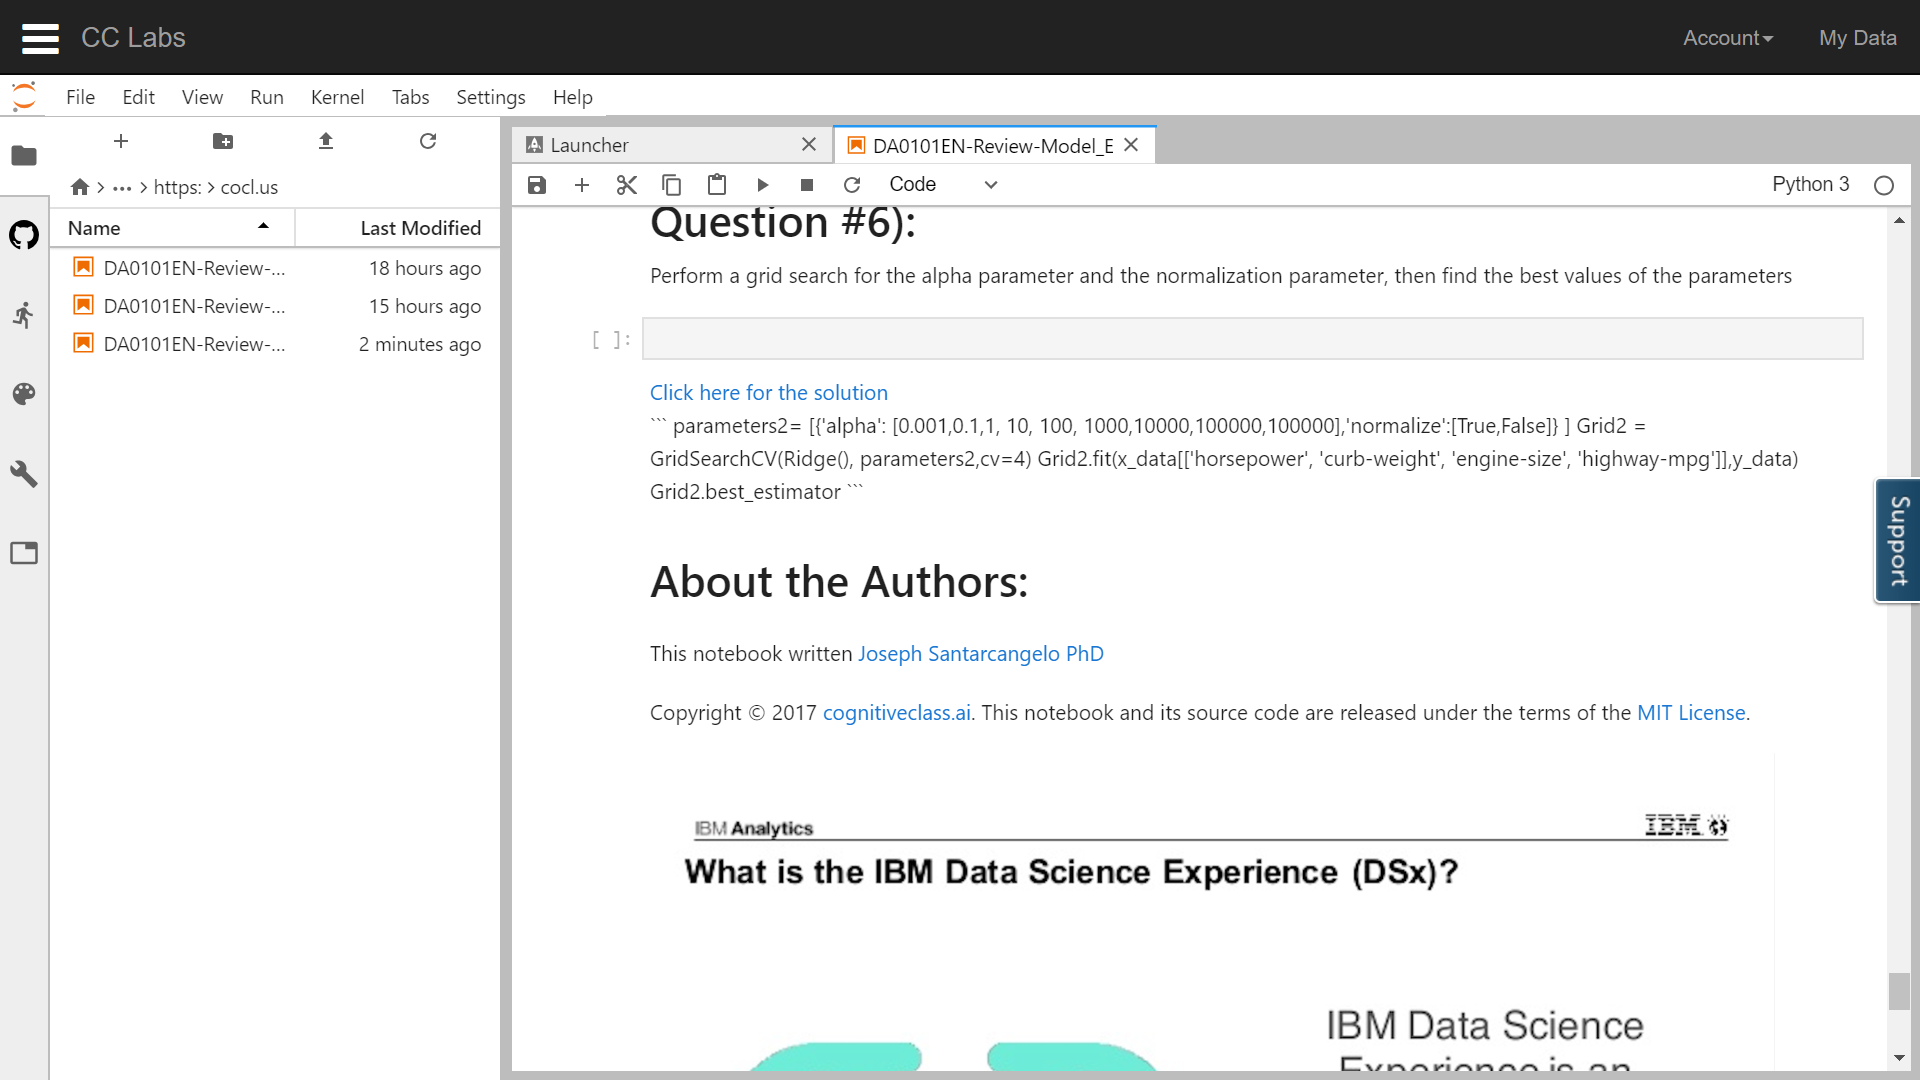 CC Labs
Account
My Data
File Edit View Run Kernel Tabs Settings Help
… https: cocl.us
Name Last Modified
DA0101EN-Review-... 18 hours ago
DA0101EN-Review-... 15 hours ago
DA0101EN-Review-... 2 minutes ago
Launcher
DA0101EN-Review-Model_E
Code
Python 3
Question #6):
Perform a grid search for the alpha parameter and the normalization parameter, then find the best values of the parameters
[ ]:
Click here for the solution
``` parameters2= [{'alpha': [0.001,0.1,1, 10, 100, 1000,10000,100000,100000],'normalize':[True,False]} ] Grid2 =
GridSearchCV(Ridge(), parameters2,cv=4) Grid2.fit(x_data[['horsepower', 'curb-weight', 'engine-size', 'highway-mpg']],y_data)
Grid2.best_estimator ```
About the Authors:
This notebook written Joseph Santarcangelo PhD
Copyright © 2017 cognitiveclass.ai. This notebook and its source code are released under the terms of the MIT License.
IBM Analytics
IBM
What is the IBM Data Science Experience (DSx)?
IBM Data Science
Experience is an
Support